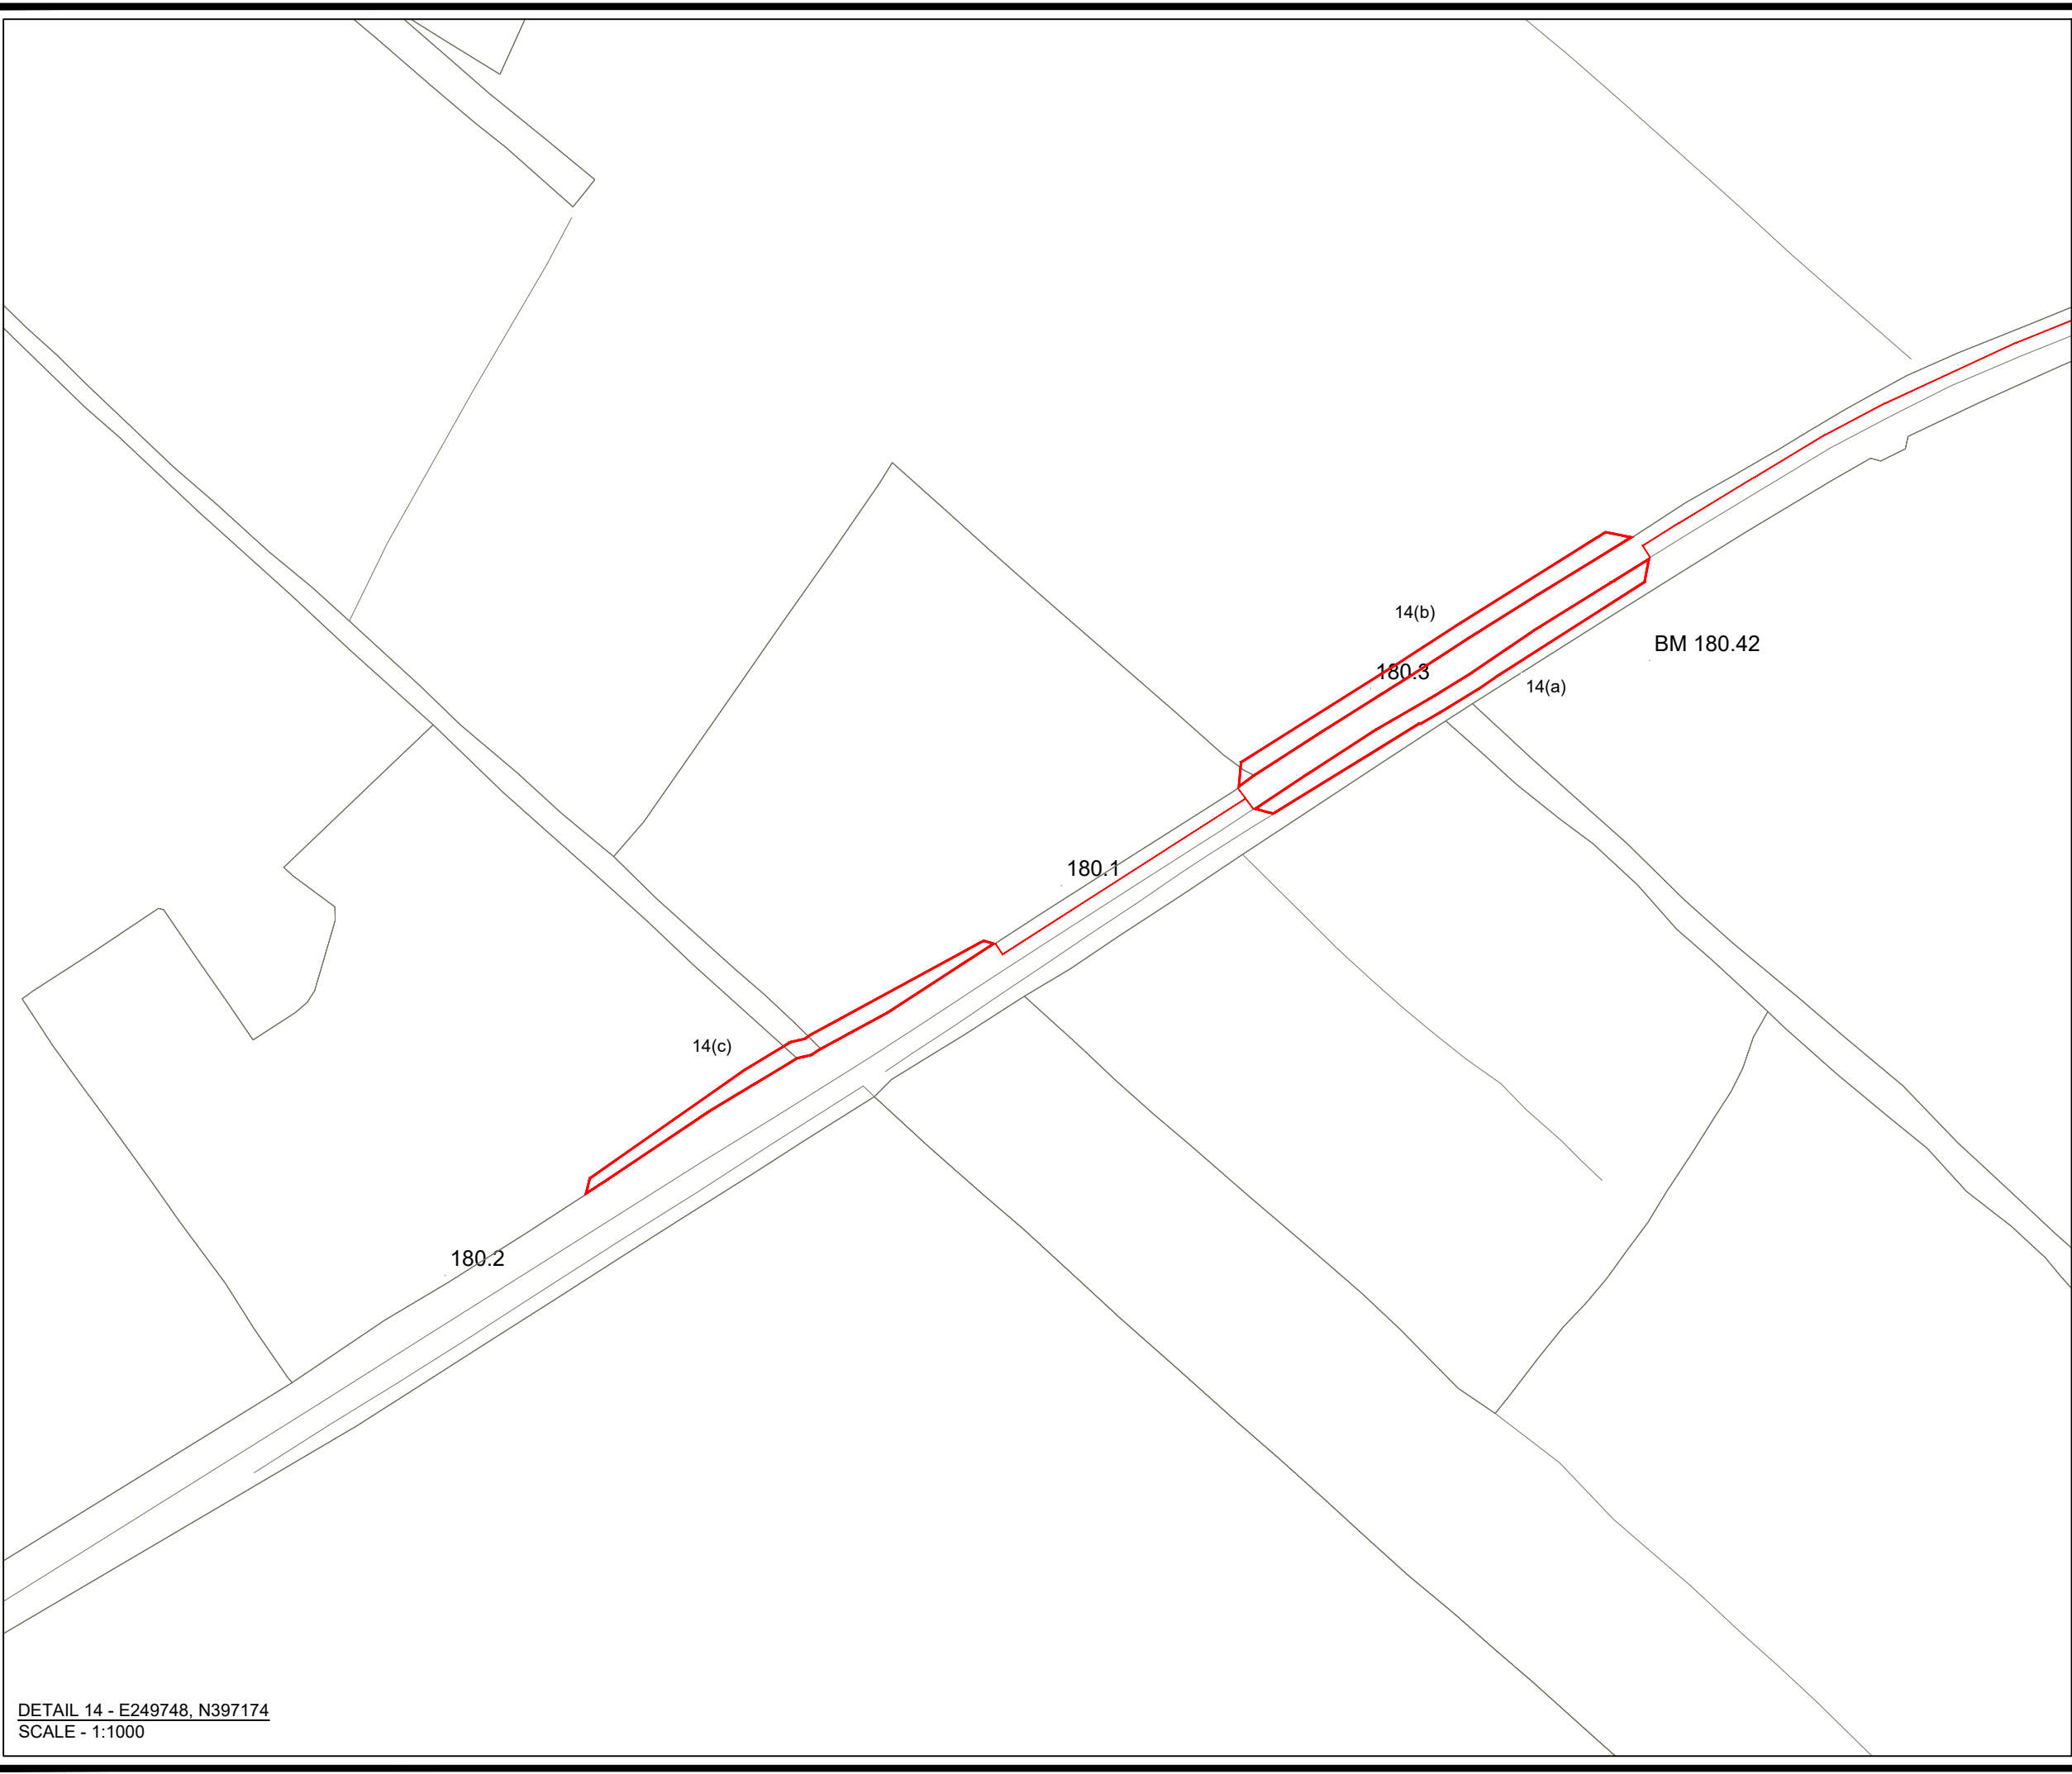 14(b)
BM 180.42
180.3
14(a)
180.1
14(c)
180.2
DETAIL 14 - E249748, N397174
SCALE - 1:1000